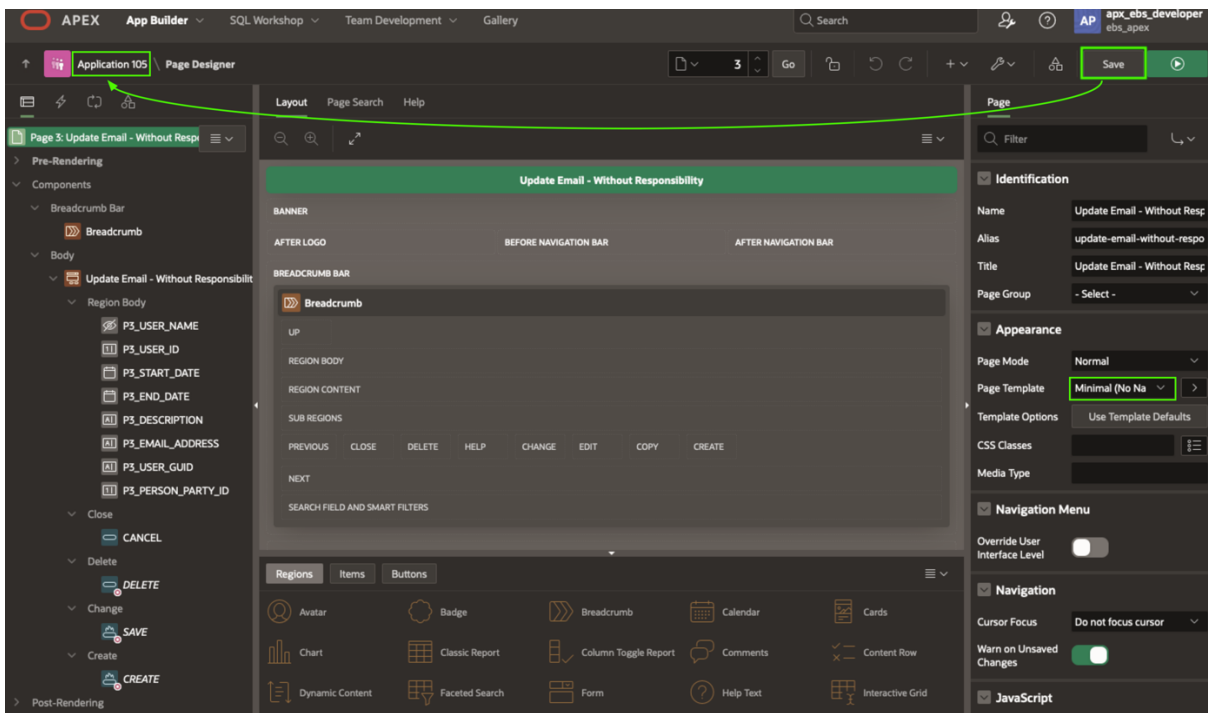 APEX App Builder SQL Workshop Team Development Gallery Search AP apx_ebs_developer
ebs_apex
Application 105 \ Page Designer 3 Go Save
Layout Page Search Help Page
Page 3: Update Email - Without Respo
Filter
Pre-Rendering
Components
Breadcrumb Bar
Breadcrumb
Body
Update Email - Without Responsibilit
Region Body
P3_USER_NAME
P3_USER_ID
P3_START_DATE
P3_END_DATE
P3_DESCRIPTION
P3_EMAIL_ADDRESS
P3_USER_GUID
P3_PERSON_PARTY_ID
Close
CANCEL
Delete
DELETE
Change
SAVE
Create
CREATE
Post-Rendering
Update Email - Without Responsibility
BANNER
AFTER LOGO BEFORE NAVIGATION BAR AFTER NAVIGATION BAR
BREADCRUMB BAR
Breadcrumb
UP
REGION BODY
REGION CONTENT
SUB REGIONS
PREVIOUS CLOSE DELETE HELP CHANGE EDIT COPY CREATE
NEXT
SEARCH FIELD AND SMART FILTERS
Regions Items Buttons
Avatar Badge Breadcrumb Calendar Cards
Chart Classic Report Column Toggle Report Comments Content Row
Dynamic Content Faceted Search Form Help Text Interactive Grid
Identification
Name Update Email - Without Resp
Alias update-email-without-respo
Title Update Email - Without Resp
Page Group - Select -
Appearance
Page Mode Normal
Page Template Minimal (No Na
Template Options Use Template Defaults
CSS Classes
Media Type
Navigation Menu
Override User
Interface Level
Navigation
Cursor Focus Do not focus cursor
Warn on Unsaved
Changes
JavaScript